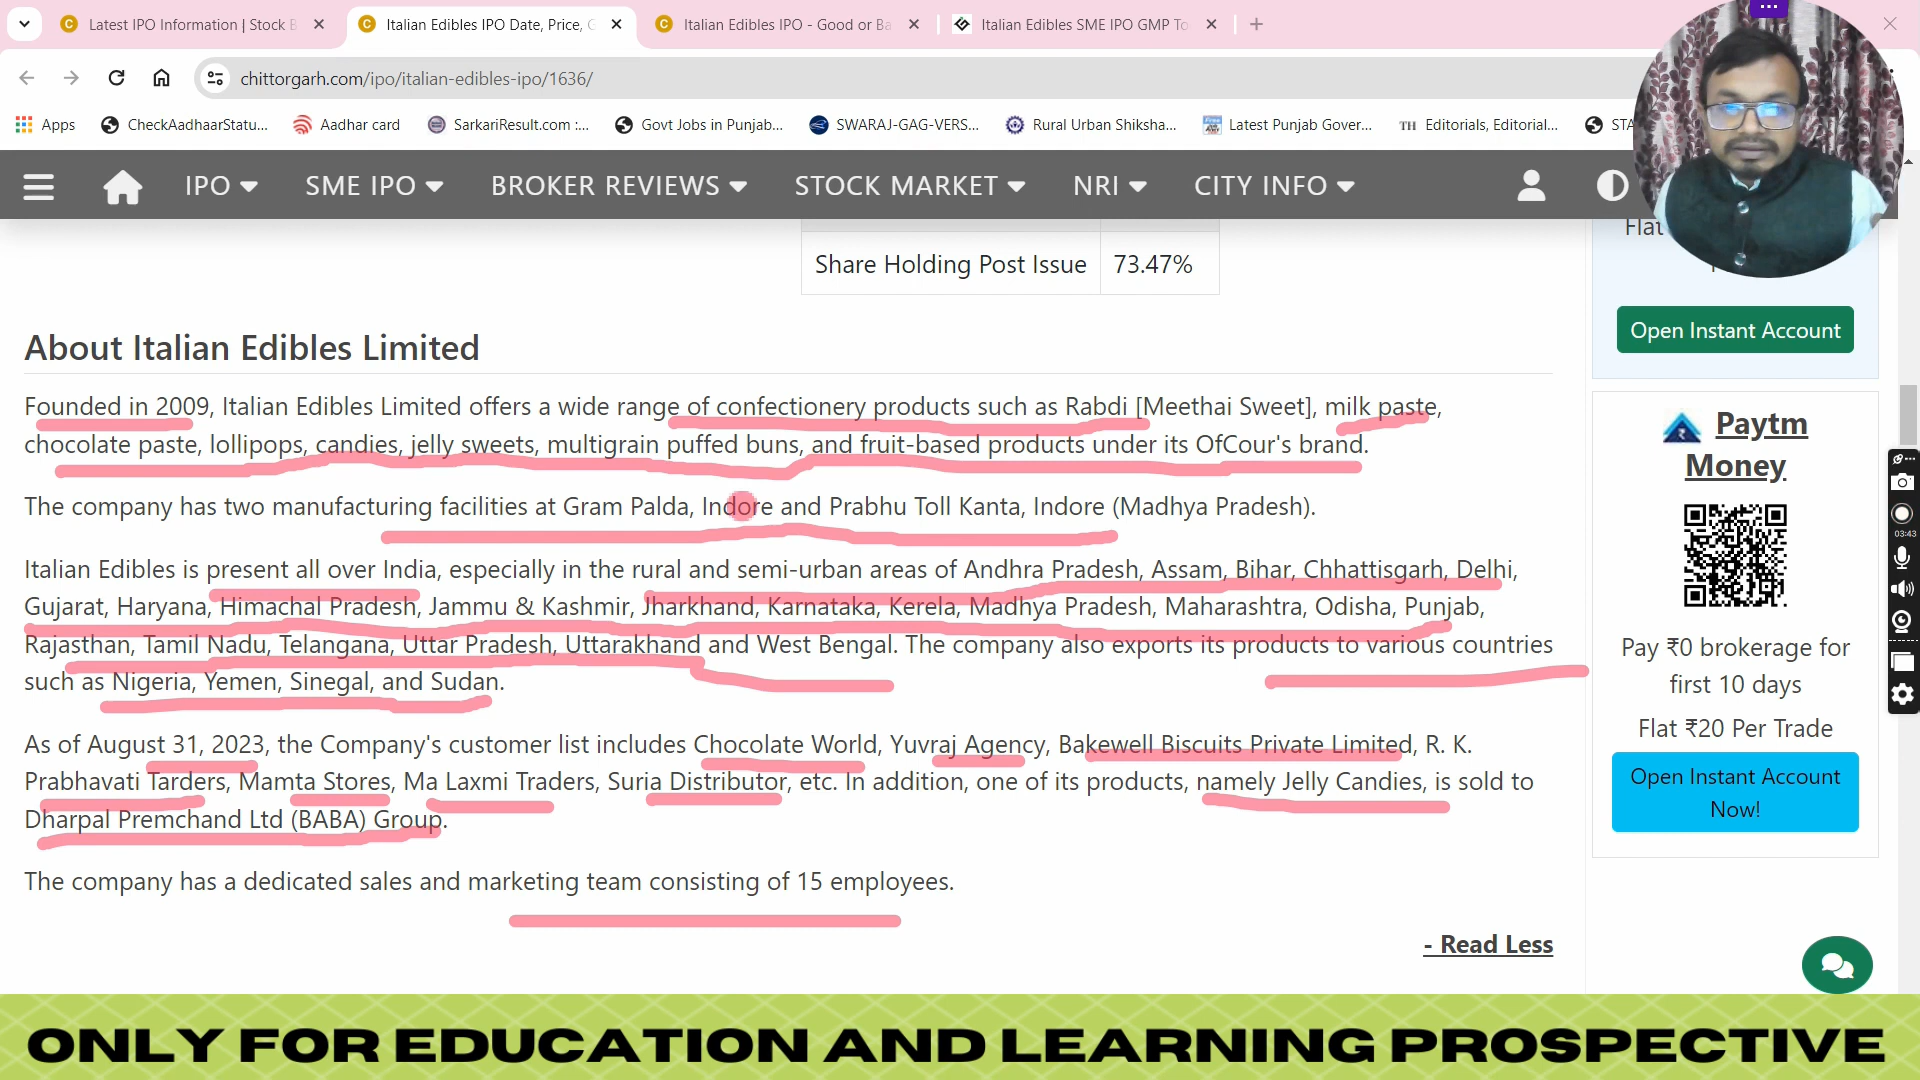 Latest IPO Information | Stock B
Italian Edibles IPO Date, Price, G
Italian Edibles IPO - Good or Ba
Italian Edibles SME IPO GMP To
chittorgarh.com/ipo/italian-edibles-ipo/1636/
Apps
CheckAadhaarStatu...
Aadhar card
SarkariResult.com :...
Govt Jobs in Punjab...
SWARAJ-GAG-VERS...
Rural Urban Shiksha...
Latest Punjab Gover...
TH Editorials, Editorial...
STA
IPO
SME IPO
BROKER REVIEWS
STOCK MARKET
NRI
CITY INFO
Flat
Share Holding Post Issue 73.47%
Open Instant Account
About Italian Edibles Limited
Founded in 2009, Italian Edibles Limited offers a wide range of confectionery products such as Rabdi [Meethai Sweet], milk paste,
chocolate paste, lollipops, candies, jelly sweets, multigrain puffed buns, and fruit-based products under its OfCour's brand.
The company has two manufacturing facilities at Gram Palda, Indore and Prabhu Toll Kanta, Indore (Madhya Pradesh).
Italian Edibles is present all over India, especially in the rural and semi-urban areas of Andhra Pradesh, Assam, Bihar, Chhattisgarh, Delhi,
Gujarat, Haryana, Himachal Pradesh, Jammu & Kashmir, Jharkhand, Karnataka, Kerela, Madhya Pradesh, Maharashtra, Odisha, Punjab,
Rajasthan, Tamil Nadu, Telangana, Uttar Pradesh, Uttarakhand and West Bengal. The company also exports its products to various countries
such as Nigeria, Yemen, Sinegal, and Sudan.
As of August 31, 2023, the Company's customer list includes Chocolate World, Yuvraj Agency, Bakewell Biscuits Private Limited, R. K.
Prabhavati Tarders, Mamta Stores, Ma Laxmi Traders, Suria Distributor, etc. In addition, one of its products, namely Jelly Candies, is sold to
Dharpal Premchand Ltd (BABA) Group.
The company has a dedicated sales and marketing team consisting of 15 employees.
- Read Less
Paytm
Money
Pay ₹0 brokerage for
first 10 days
Flat ₹20 Per Trade
Open Instant Account
Now!
03:43
ONLY FOR EDUCATION AND LEARNING PROSPECTIVE